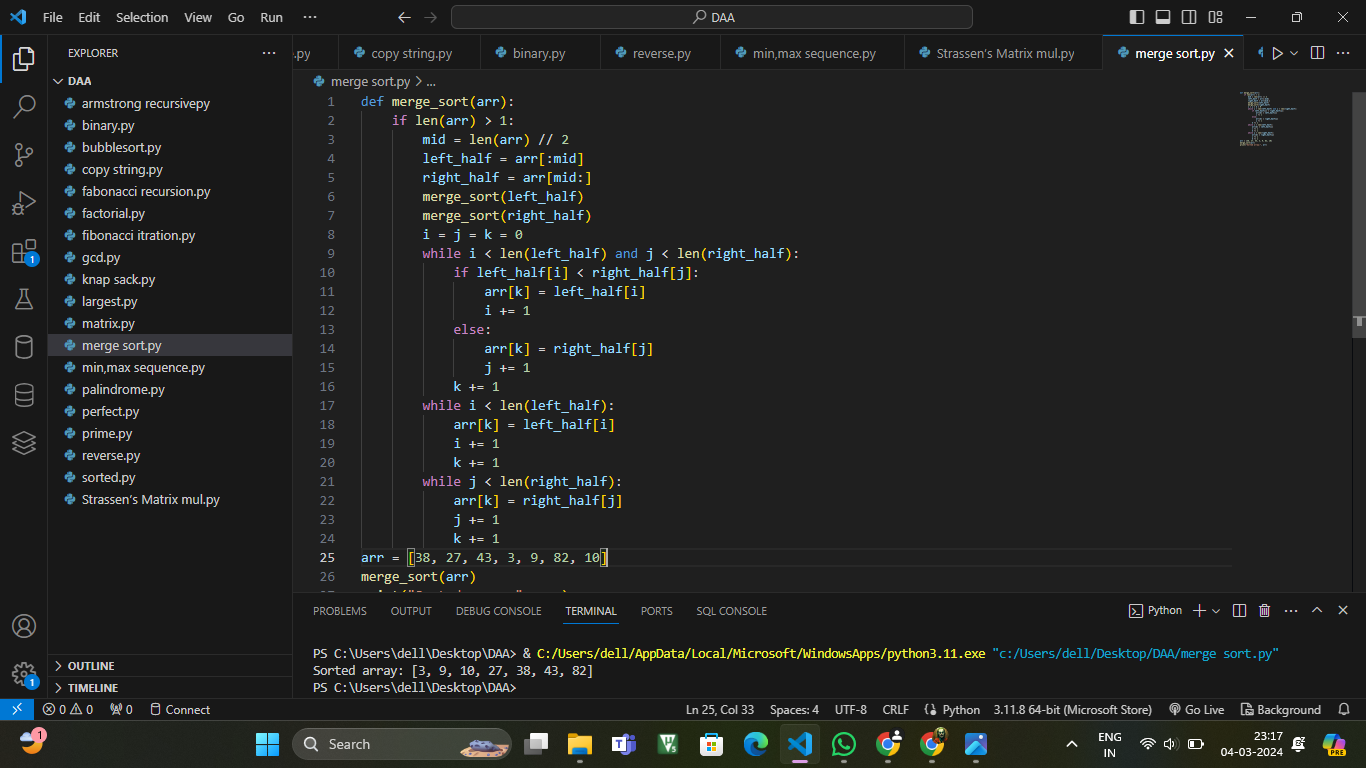 File Edit Selection View Go Run ··· DAA
EXPLORER ···
DAA
armstrong recursivepy
binary.py
bubblesort.py
copy string.py
fabonacci recursion.py
factorial.py
fibonacci itration.py
gcd.py
knap sack.py
largest.py
matrix.py
merge sort.py
min,max sequence.py
palindrome.py
perfect.py
prime.py
reverse.py
sorted.py
Strassen's Matrix mul.py
OUTLINE
TIMELINE
1
1
.py copy string.py binary.py reverse.py min,max sequence.py Strassen's Matrix mul.py merge sort.py
merge sort.py > ...
1 def merge_sort(arr):
2 if len(arr) > 1:
3 mid = len(arr) // 2
4 left_half = arr[:mid]
5 right_half = arr[mid:]
6 merge_sort(left_half)
7 merge_sort(right_half)
8 i = j = k = 0
9 while i < len(left_half) and j < len(right_half):
10 if left_half[i] < right_half[j]:
11 arr[k] = left_half[i]
12 i += 1
13 else:
14 arr[k] = right_half[j]
15 j += 1
16 k += 1
17 while i < len(left_half):
18 arr[k] = left_half[i]
19 i += 1
20 k += 1
21 while j < len(right_half):
22 arr[k] = right_half[j]
23 j += 1
24 k += 1
25 arr = [38, 27, 43, 3, 9, 82, 10]
26 merge_sort(arr)
PROBLEMS OUTPUT DEBUG CONSOLE TERMINAL PORTS SQL CONSOLE Python
PS C:\Users\dell\Desktop\DAA> & C:/Users/dell/AppData/Local/Microsoft/WindowsApps/python3.11.exe "c:/Users/dell/Desktop/DAA/merge sort.py"
Sorted array: [3, 9, 10, 27, 38, 43, 82]
PS C:\Users\dell\Desktop\DAA>
0 0 0 Connect Ln 25, Col 33 Spaces: 4 UTF-8 CRLF Python 3.11.8 64-bit (Microsoft Store) Go Live Background
1 Search ENG IN 23:17 04-03-2024 PRE